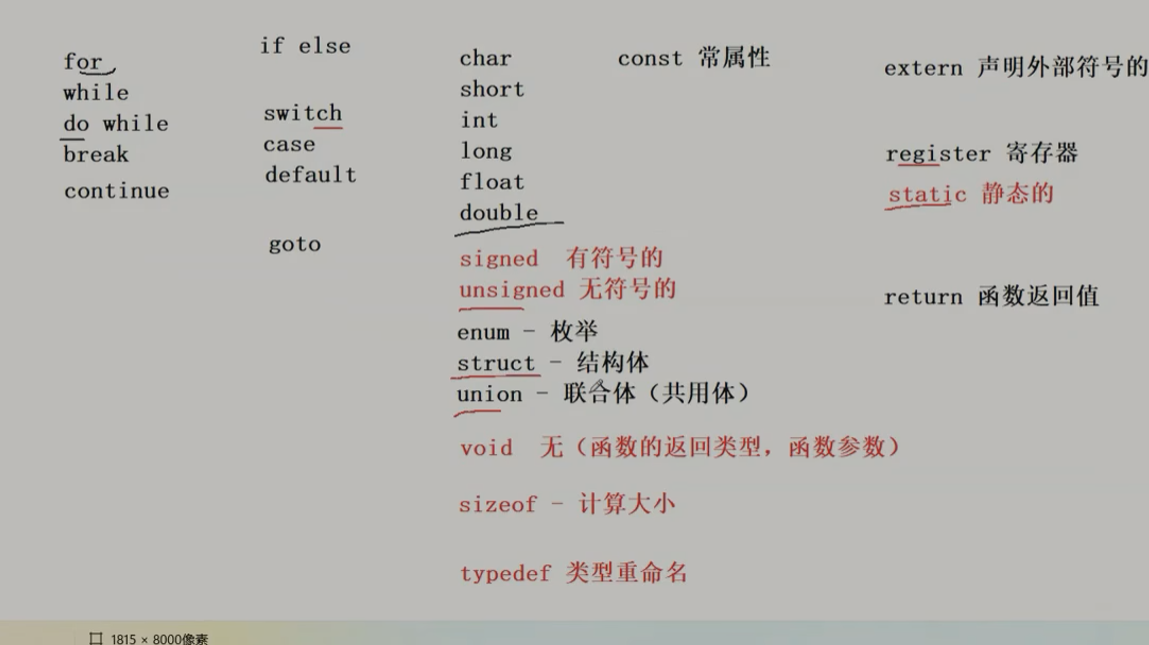 for
while
do while
break
continue
if else
switch
case
default
goto
char
short
int
long
float
double
signed 有符号的
unsigned 无符号的
enum - 枚举
struct - 结构体
union - 联合体（共用体）
void 无（函数的返回类型，函数参数）
sizeof - 计算大小
typedef 类型重命名
const 常属性
extern 声明外部符号的
register 寄存器
static 静态的
return 函数返回值
1815 × 8000像素